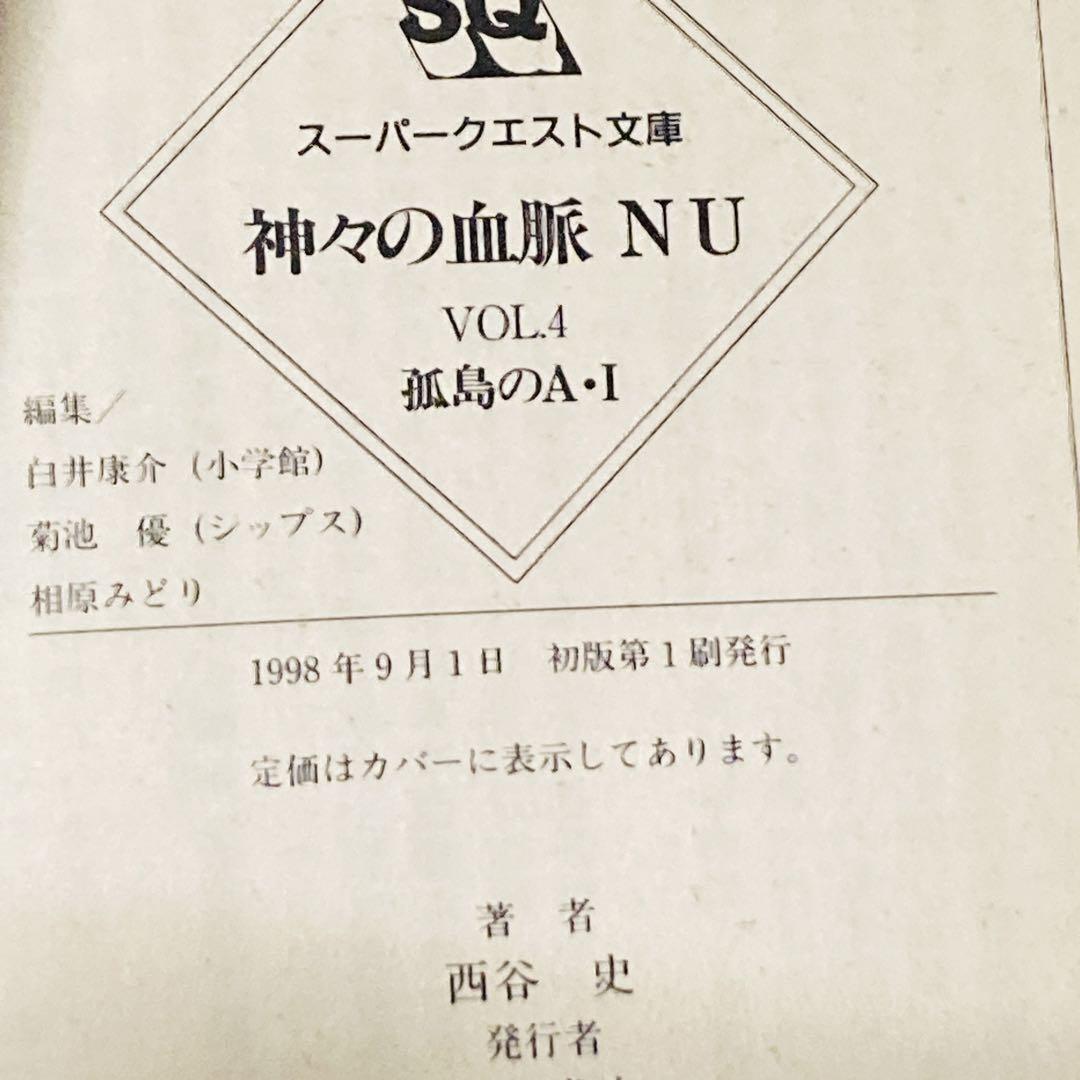 SQ
スーパークエスト文庫
神々の血脈 NU
VOL.4
孤島のA・I
編集／
白井康介（小学館）
菊池　優（シップス）
相原みどり
1998年9月1日　初版第1刷発行
定価はカバーに表示してあります。
著　者
西谷　史
発行者